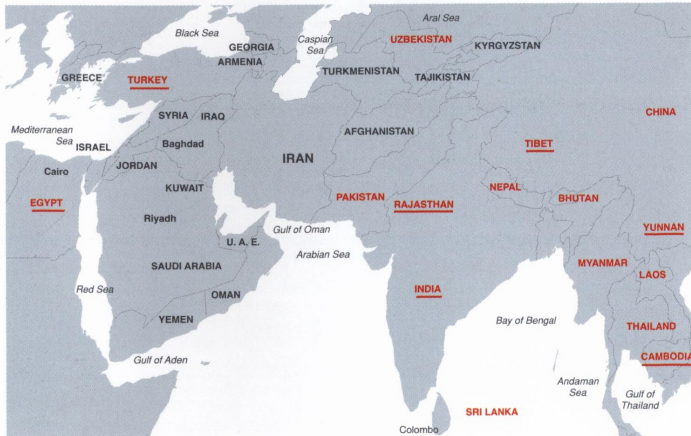 Aral Sea
Black Sea
Caspian
Sea
UZBEKISTAN
GEORGIA
KYRGYZSTAN
ARMENIA
TURKMENISTAN
TAJIKISTAN
GREECE
TURKEY
SYRIA
IRAQ
CHINA
Mediterranean
Sea
AFGHANISTAN
ISRAEL
Baghdad
TIBET
IRAN
Cairo
JORDAN
KUWAIT
NEPAL
PAKISTAN
RAJASTHAN
BHUTAN
EGYPT
Riyadh
Gulf of Oman
YUNNAN
U. A. E.
Arabian Sea
SAUDI ARABIA
MYANMAR
LAOS
Red Sea
OMAN
INDIA
YEMEN
Bay of Bengal
THAILAND
Gulf of Aden
CAMBODIA
Andaman
Sea
Gulf of
Thailand
SRI LANKA
Colombo